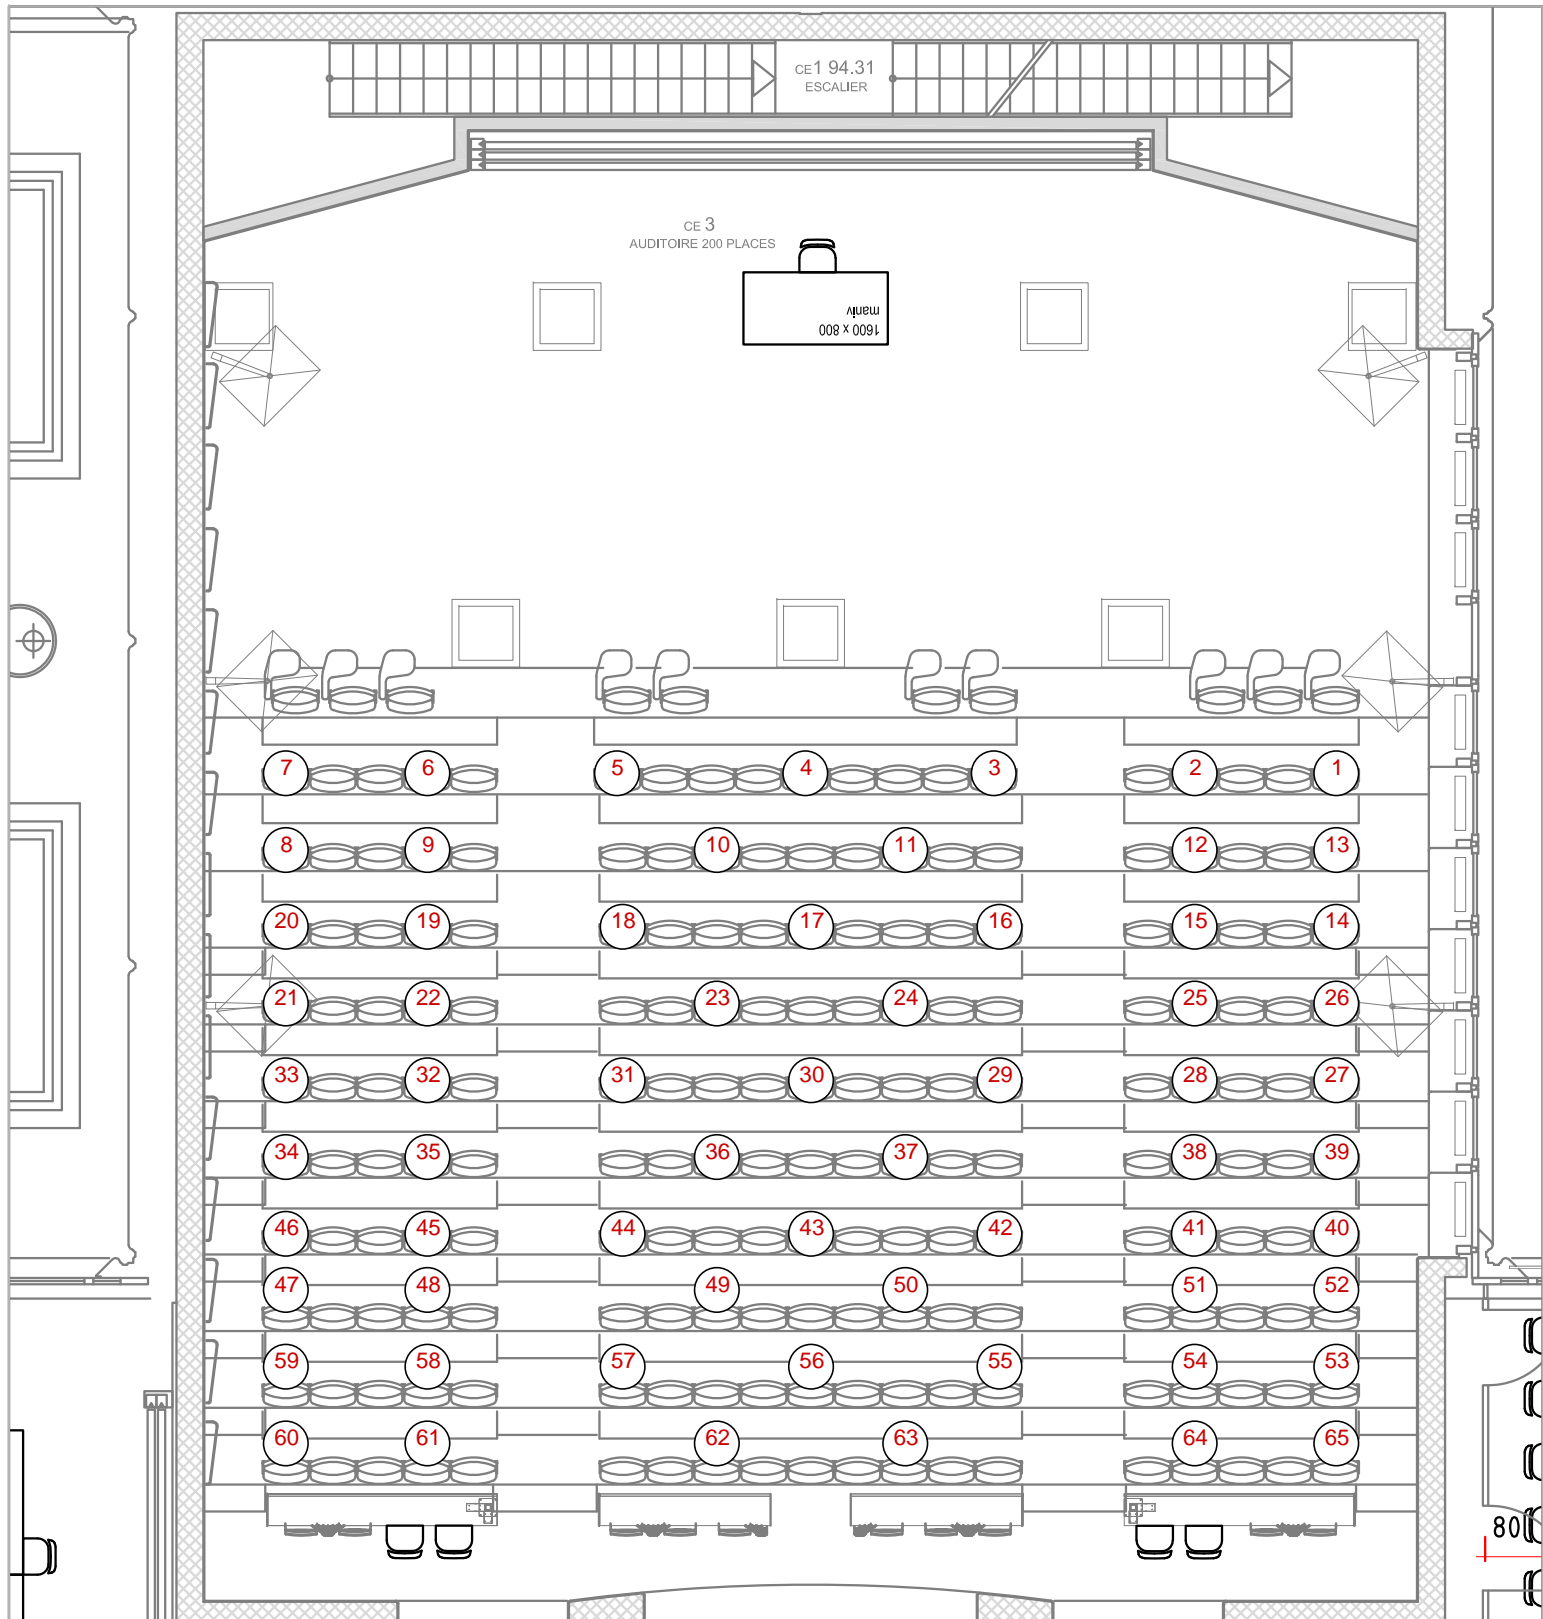 CE1 94.31
ESCALIER
CE 3
AUDITOIRE 200 PLACES
maniv
1600 x 800
7 6 5 4 3 2 1
8 9 10 11 12 13
20 19 18 17 16 15 14
21 22 23 24 25 26
33 32 31 30 29 28 27
34 35 36 37 38 39
46 45 44 43 42 41 40
47 48 49 50 51 52
59 58 57 56 55 54 53
60 61 62 63 64 65
80